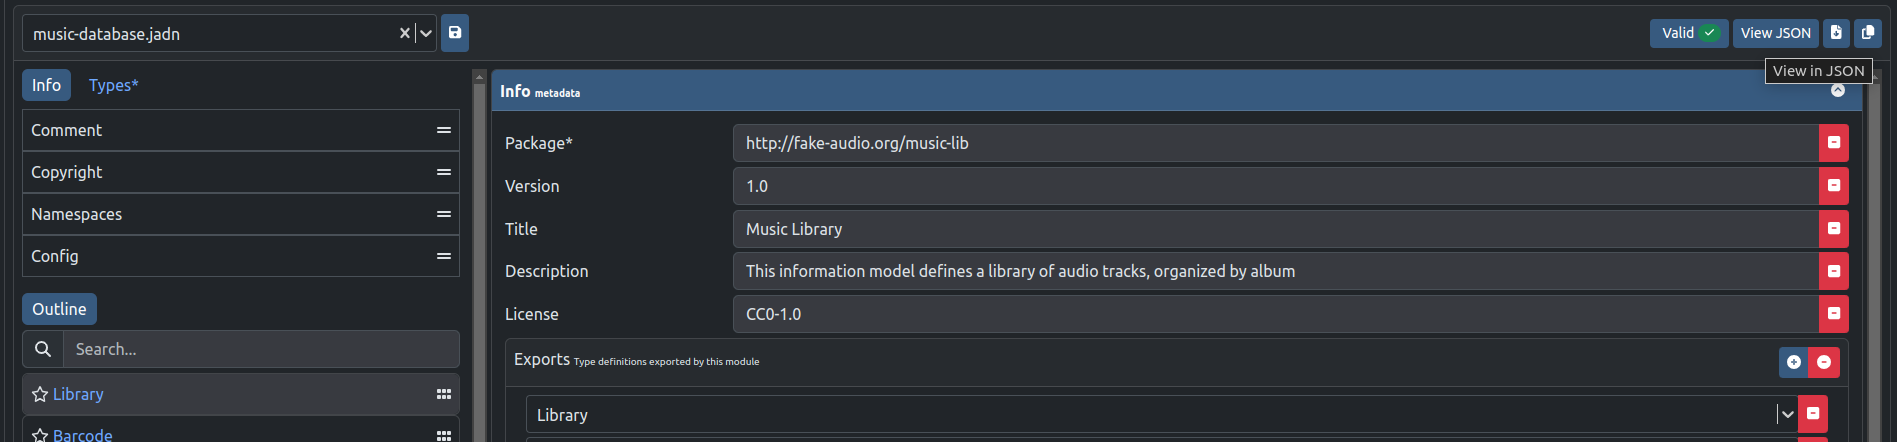 music-database.jadn
Valid
View JSON
View in JSON
Info
Types*
Comment
Copyright
Namespaces
Config
Outline
Search...
Library
Barcode
Info metadata
Package* http://fake-audio.org/music-lib
Version 1.0
Title Music Library
Description This information model defines a library of audio tracks, organized by album
License CC0-1.0
Exports Type definitions exported by this module
Library